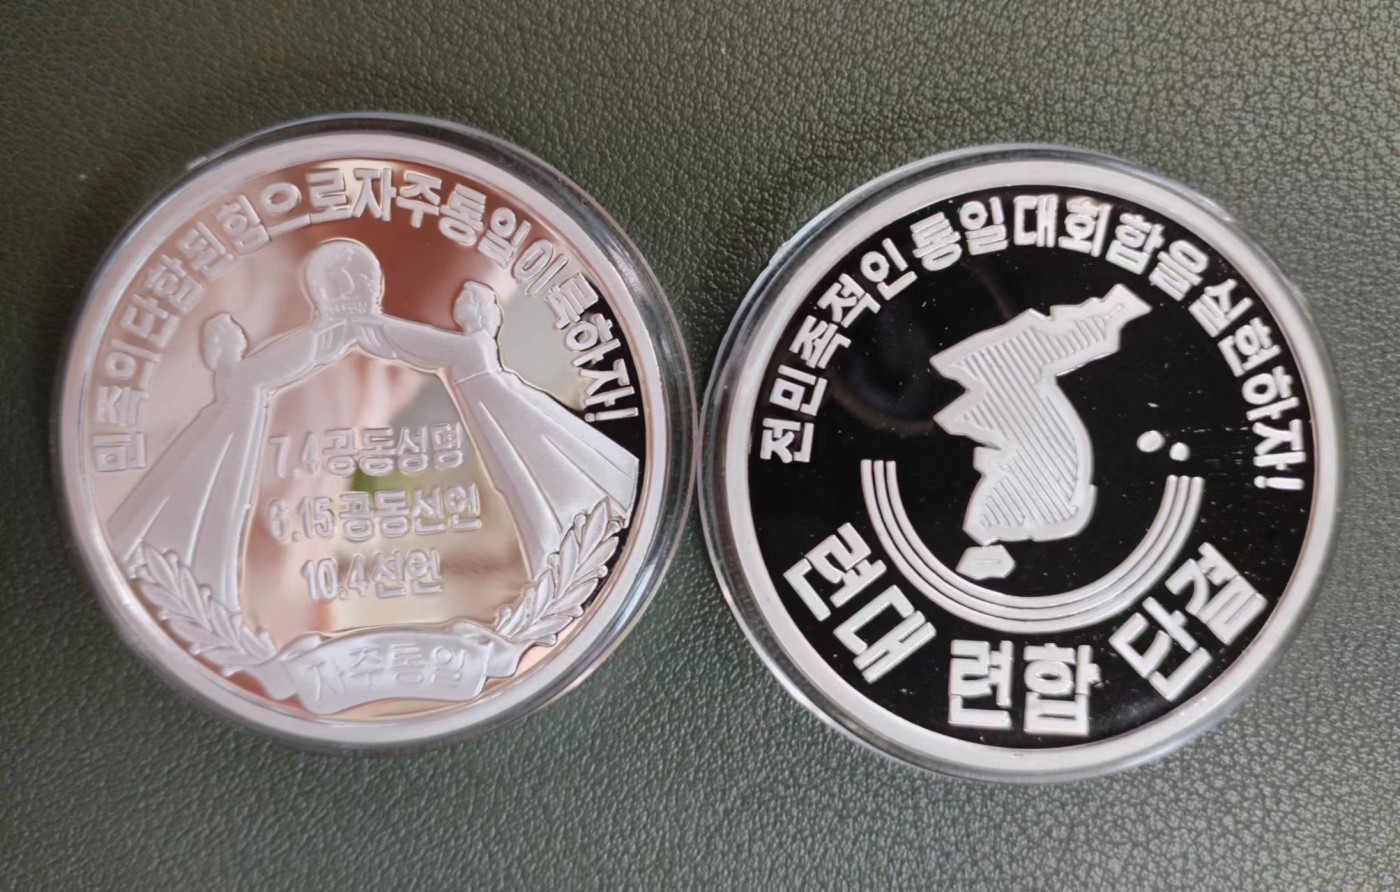 민족의 단합된 힘으로 자주통일 이룩하자!
7.4공동성명
6.15공동선언
10.4선언
자주통일
전민족적인 통일대회합을 실현하자!
련대 련합 단결